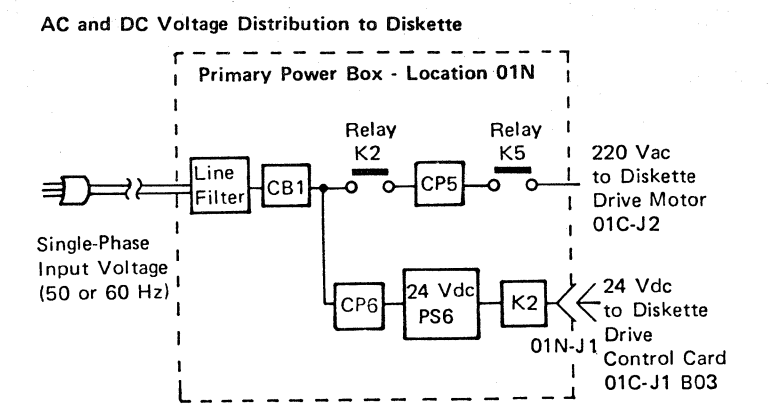 AC and DC Voltage Distribution to Diskette
Primary Power Box - Location 01N
Relay
K2
Relay
K5
Line
Filter
CB1
CP5
220 Vac
to Diskette
Drive Motor
01C-J2
Single-Phase
Input Voltage
(50 or 60 Hz)
CP6
24 Vdc
PS6
K2
01N-J1
24 Vdc
to Diskette
Drive
Control Card
01C-J1 B03